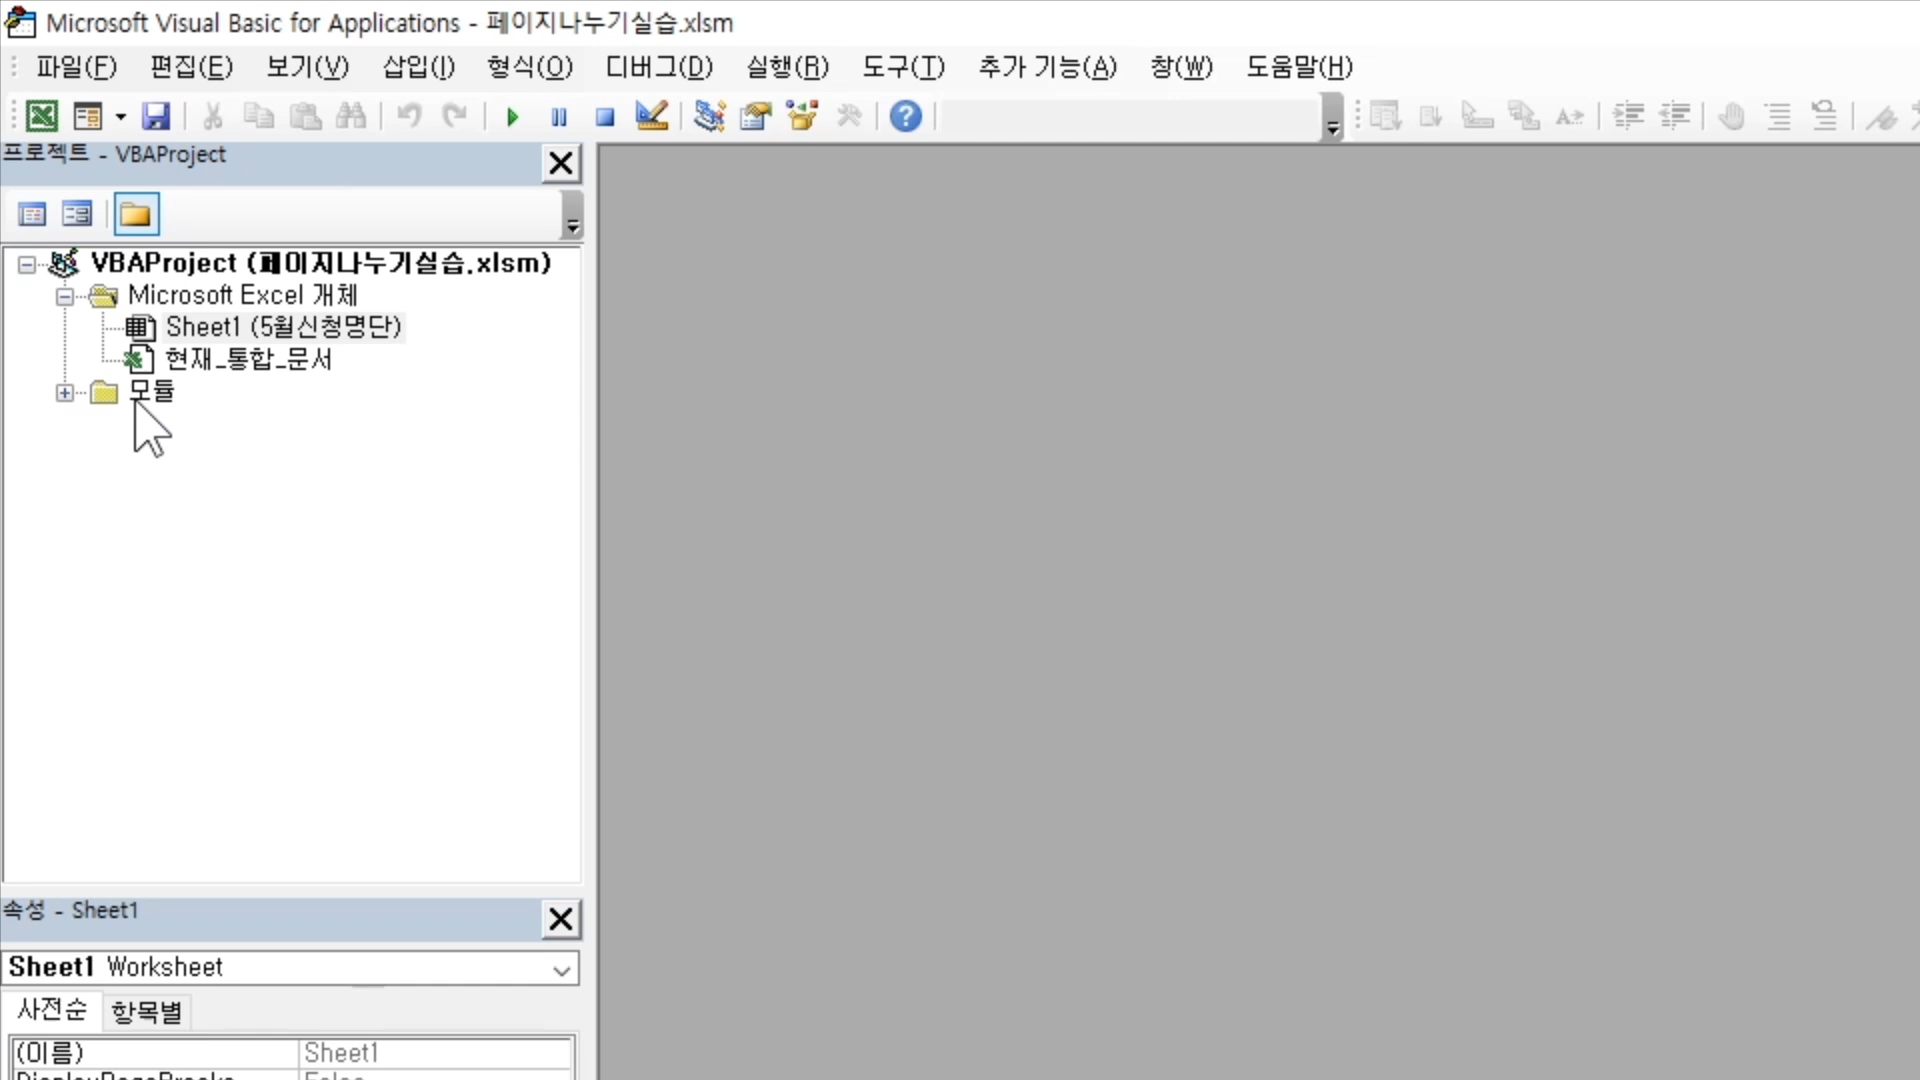 Microsoft Visual Basic for Applications - 페이지나누기실습.xlsm
파일(F) 편집(E) 보기(V) 삽입(I) 형식(O) 디버그(D) 실행(R) 도구(T) 추가 기능(A) 창(W) 도움말(H)
프로젝트 - VBAProject
VBAProject (페이지나누기실습.xlsm)
Microsoft Excel 개체
Sheet1 (5월신청명단)
현재_통합_문서
모듈
속성 - Sheet1
Sheet1 Worksheet
사전순 항목별
(이름) Sheet1
DisplayPageBreaks False